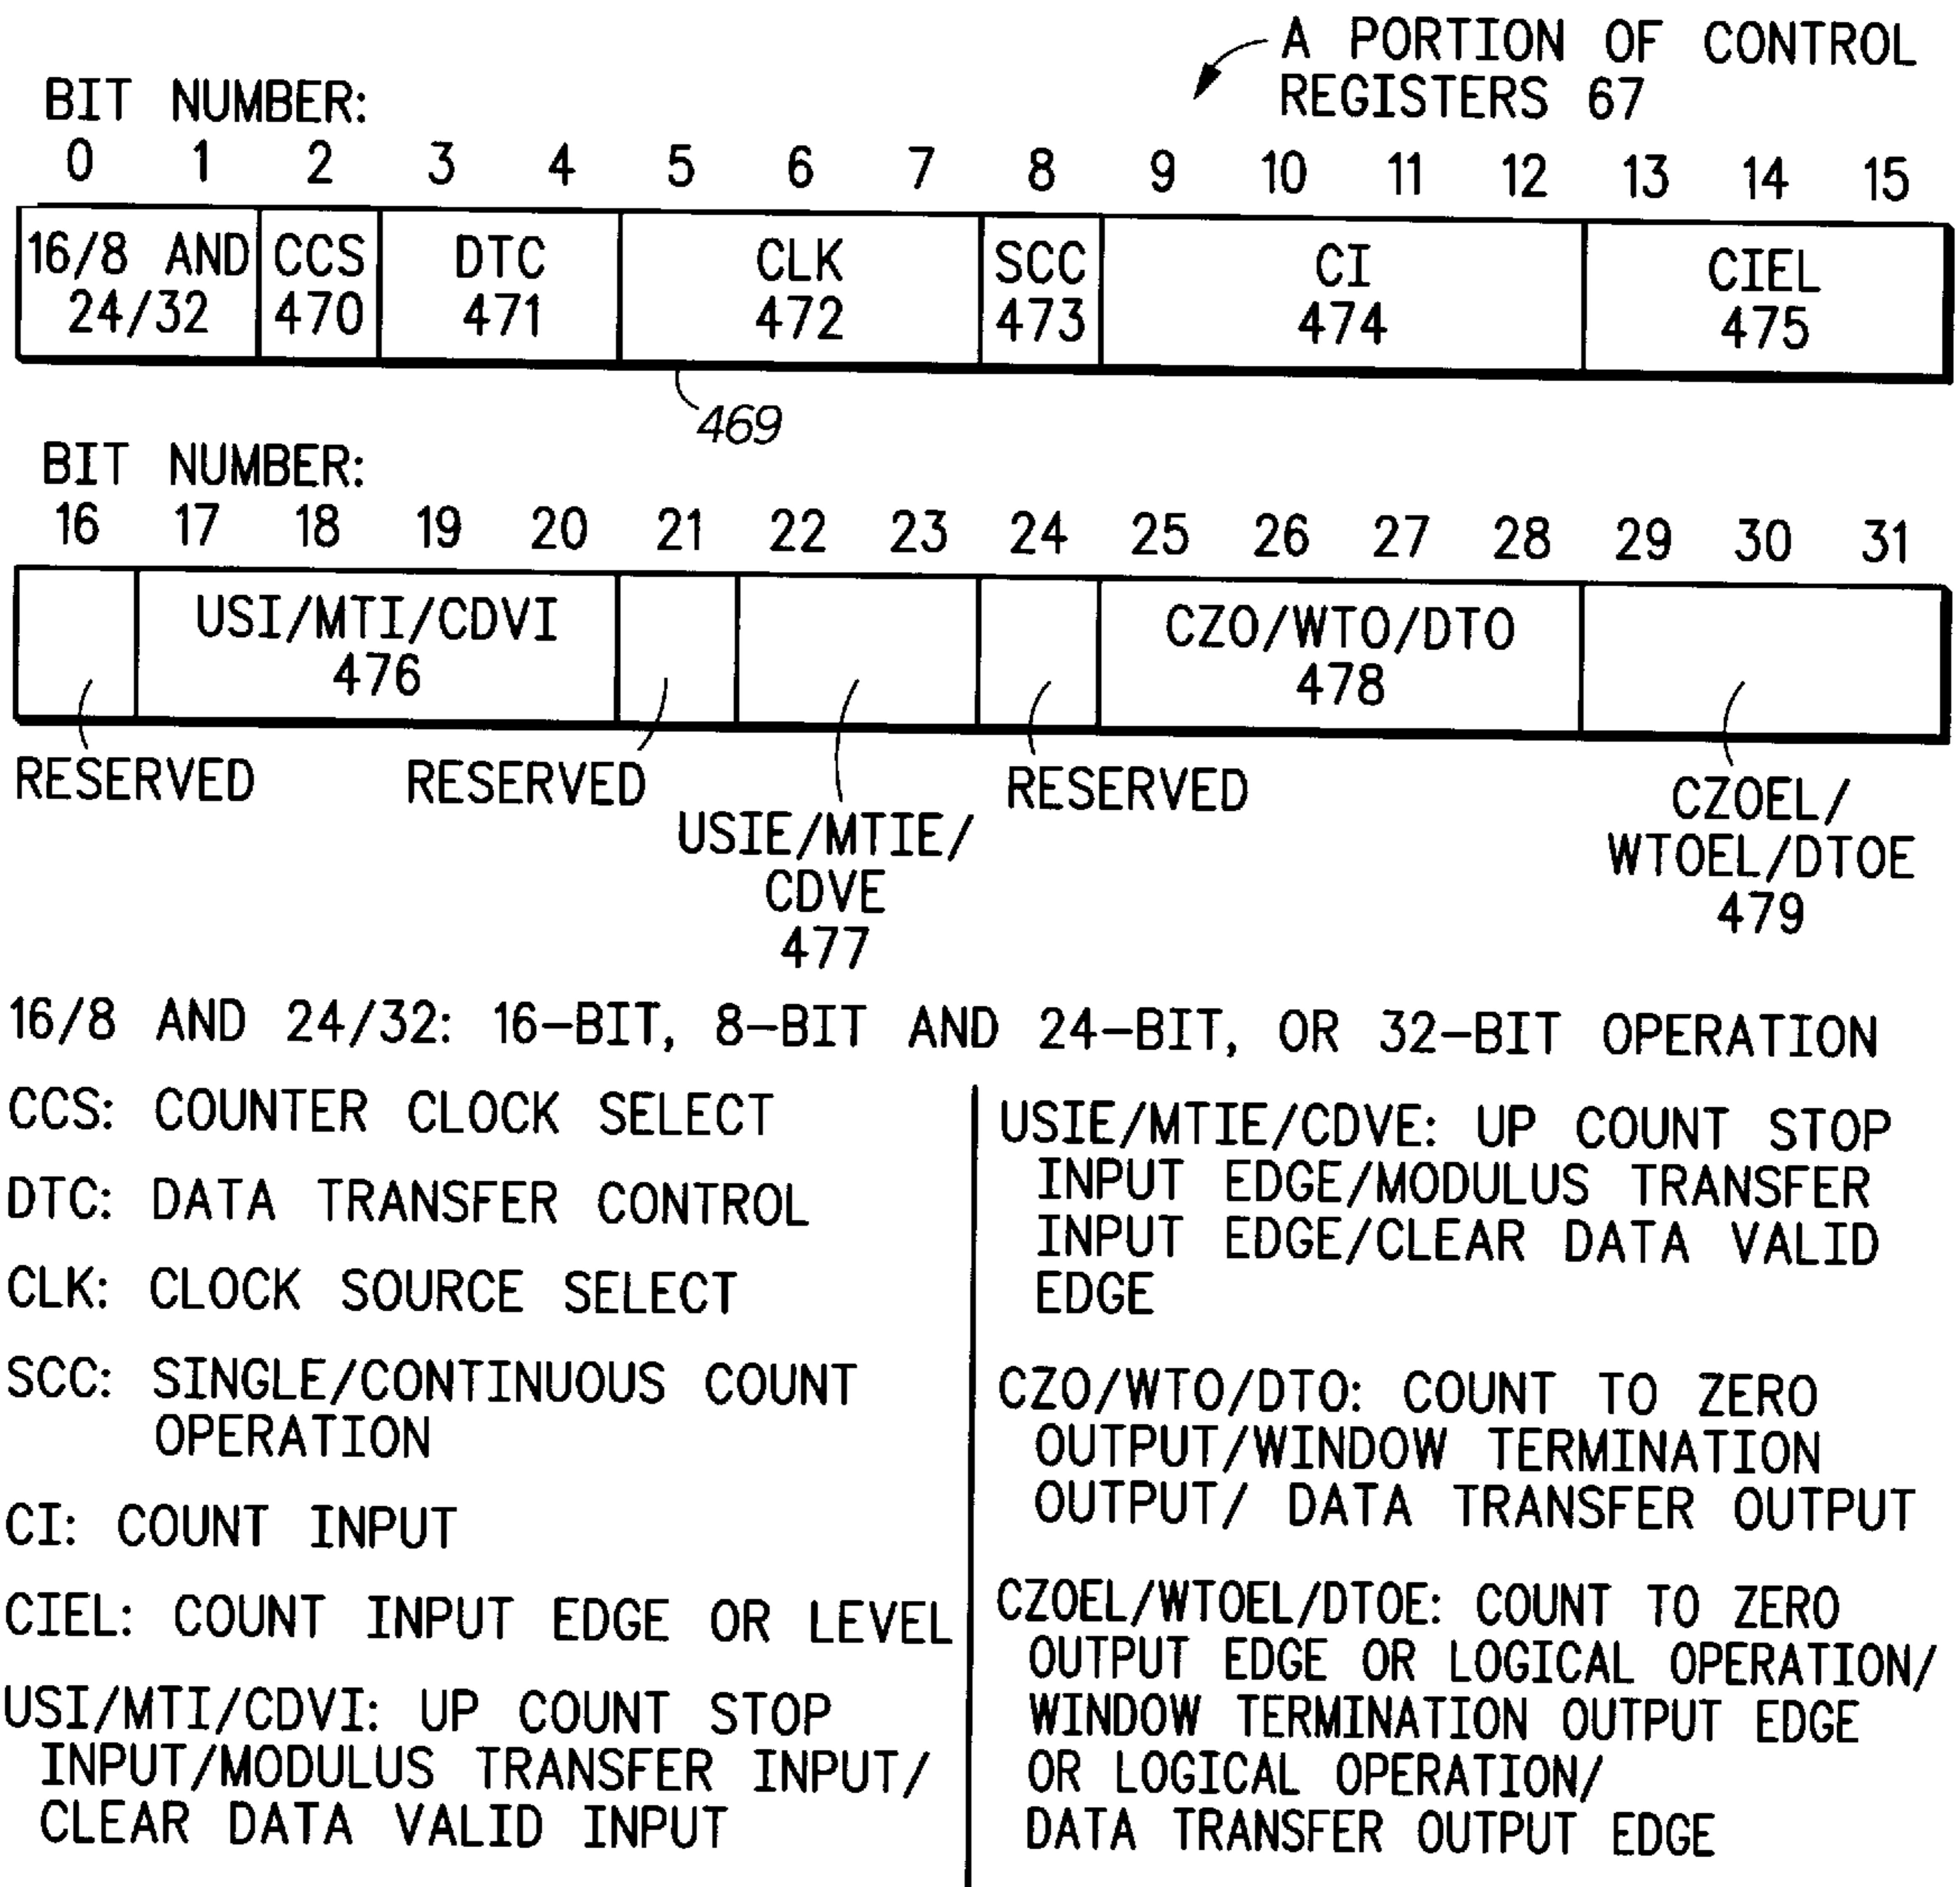 A PORTION OF CONTROL
REGISTERS 67
BIT NUMBER:
0 1 2 3 4 5 6 7 8 9 10 11 12 13 14 15
16/8 AND
24/32
CCS
470
DTC
471
CLK
472
SCC
473
CI
474
CIEL
475
469
BIT NUMBER:
16 17 18 19 20 21 22 23 24 25 26 27 28 29 30 31
USI/MTI/CDVI
476
CZO/WTO/DTO
478
RESERVED
RESERVED
USIE/MTIE/
CDVE
477
RESERVED
CZOEL/
WTOEL/DTOE
479
16/8 AND 24/32: 16-BIT, 8-BIT AND 24-BIT, OR 32-BIT OPERATION
CCS: COUNTER CLOCK SELECT
DTC: DATA TRANSFER CONTROL
CLK: CLOCK SOURCE SELECT
SCC: SINGLE/CONTINUOUS COUNT
OPERATION
CI: COUNT INPUT
CIEL: COUNT INPUT EDGE OR LEVEL
USI/MTI/CDVI: UP COUNT STOP
INPUT/MODULUS TRANSFER INPUT/
CLEAR DATA VALID INPUT
USIE/MTIE/CDVE: UP COUNT STOP
INPUT EDGE/MODULUS TRANSFER
INPUT EDGE/CLEAR DATA VALID
EDGE
CZO/WTO/DTO: COUNT TO ZERO
OUTPUT/WINDOW TERMINATION
OUTPUT/ DATA TRANSFER OUTPUT
CZOEL/WTOEL/DTOE: COUNT TO ZERO
OUTPUT EDGE OR LOGICAL OPERATION/
WINDOW TERMINATION OUTPUT EDGE
OR LOGICAL OPERATION/
DATA TRANSFER OUTPUT EDGE